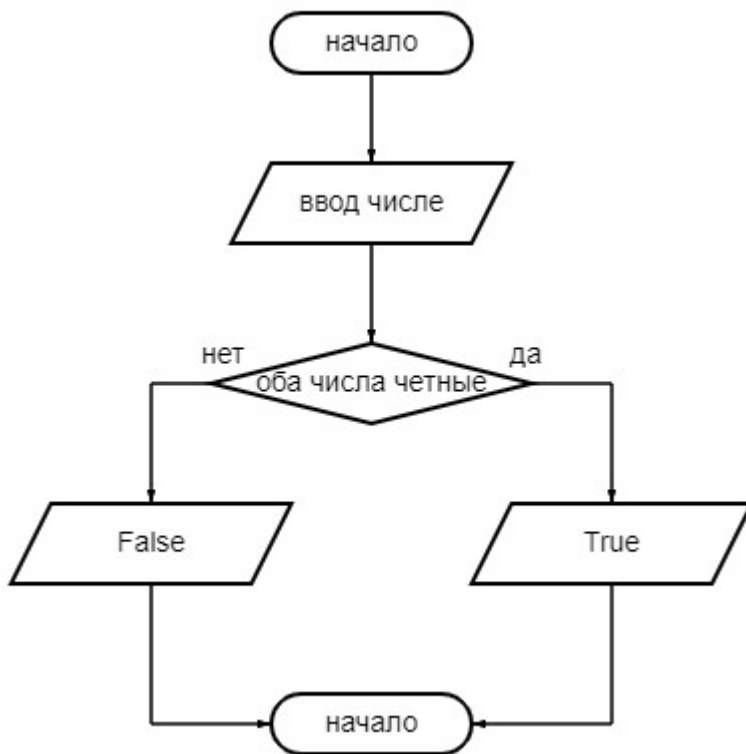 начало
ввод числе
нет
да
оба числа четные
False
True
начало